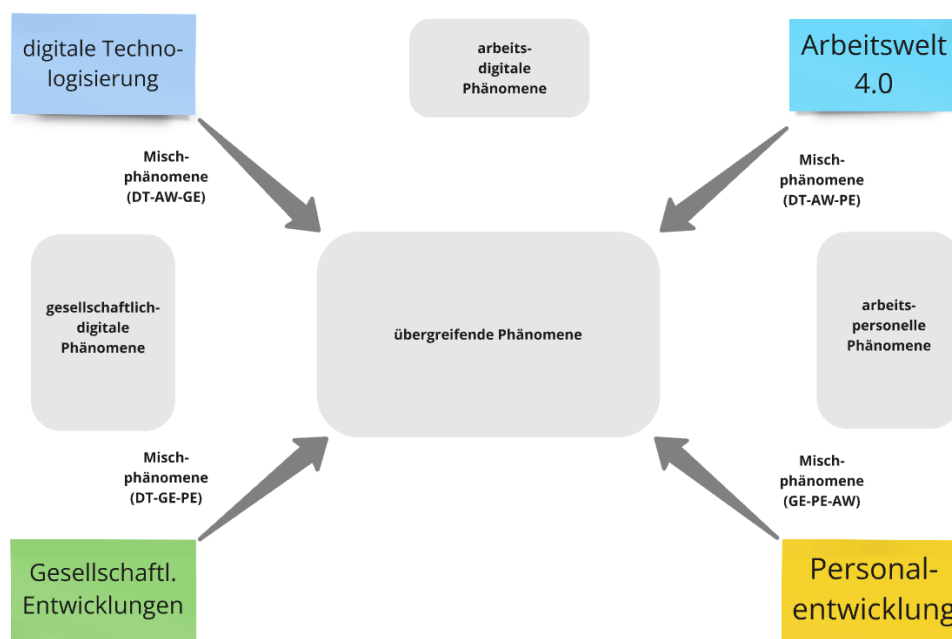 digitale Techno-
logisierung
arbeits-
digitale
Phänomene
Arbeitswelt
4.0
Misch-
phänomene
(DT-AW-GE)
Misch-
phänomene
(DT-AW-PE)
gesellschaftlich-
digitale
Phänomene
übergreifende Phänomene
arbeits-
personelle
Phänomene
Misch-
phänomene
(DT-GE-PE)
Misch-
phänomene
(GE-PE-AW)
Gesellschaftl.
Entwicklungen
Personal-
entwicklung